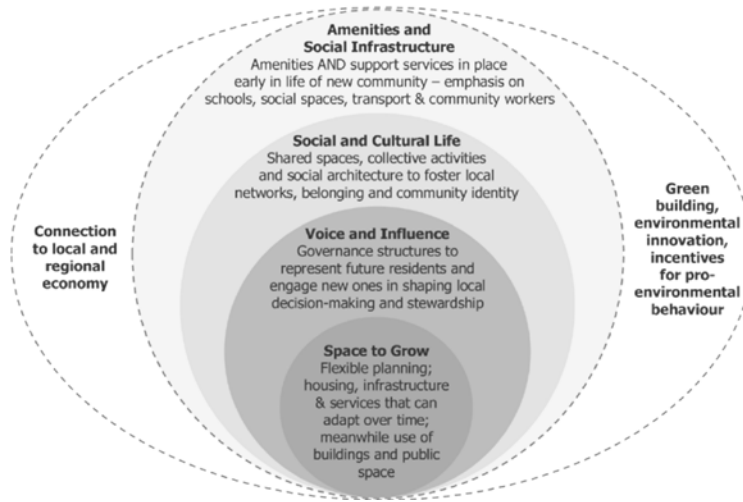 Amenities and
Social Infrastructure
Amenities AND support services in place
early in life of new community – emphasis on
schools, social spaces, transport & community workers
Social and Cultural Life
Shared spaces, collective activities
and social architecture to foster local
networks, belonging and community identity
Connection
to local and
regional
economy
Voice and Influence
Governance structures to
represent future residents and
engage new ones in shaping local
decision-making and stewardship
Green
building,
environmental
innovation,
incentives
for pro-
environmental
behaviour
Space to Grow
Flexible planning;
housing, infrastructure
& services that can
adapt over time;
meanwhile use of
buildings and public
space